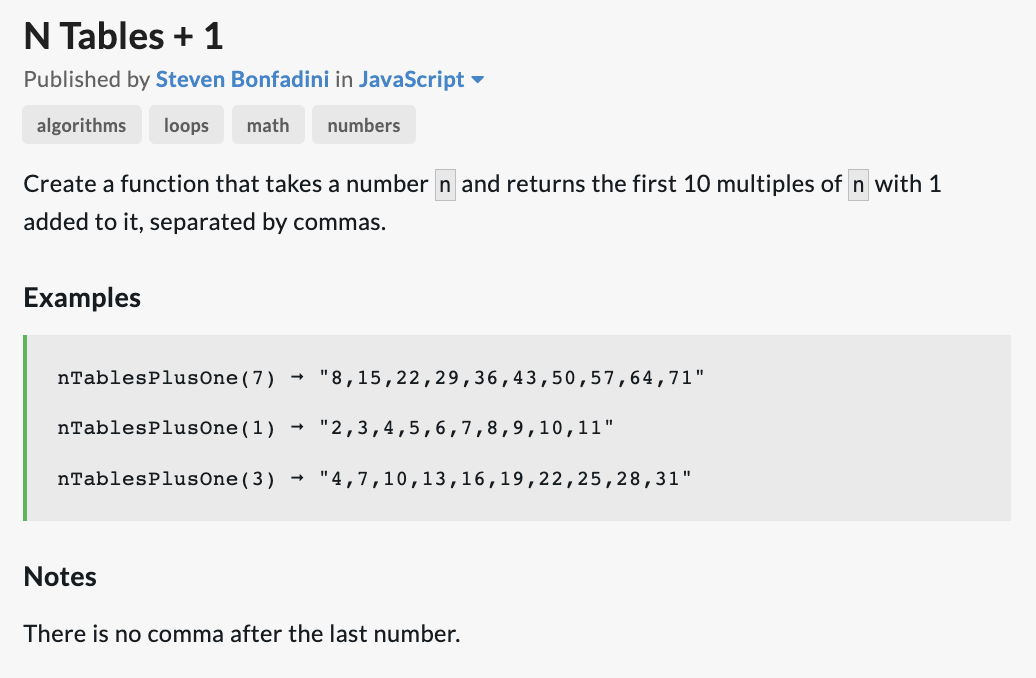 N Tables + 1
Published by Steven Bonfadini in JavaScript
algorithms loops math numbers
Create a function that takes a number n and returns the first 10 multiples of n with 1
added to it, separated by commas.
Examples
nTablesPlusOne(7) ➞ "8,15,22,29,36,43,50,57,64,71"
nTablesPlusOne(1) ➞ "2,3,4,5,6,7,8,9,10,11"
nTablesPlusOne(3) ➞ "4,7,10,13,16,19,22,25,28,31"
Notes
There is no comma after the last number.